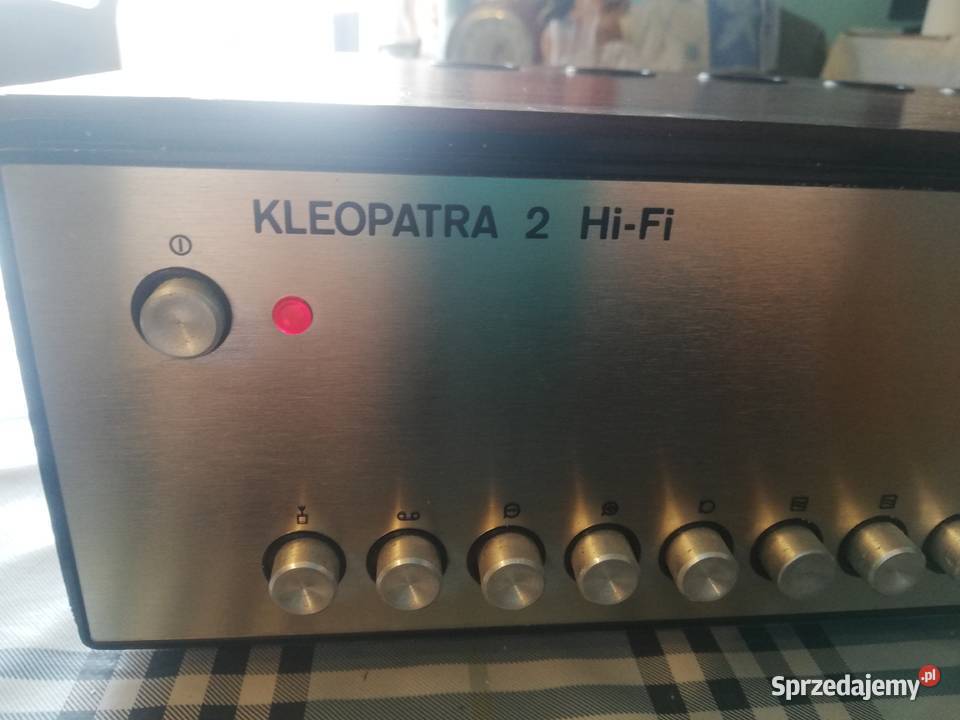 KLEOPATRA 2 Hi-Fi
Sprzedajemy.pl